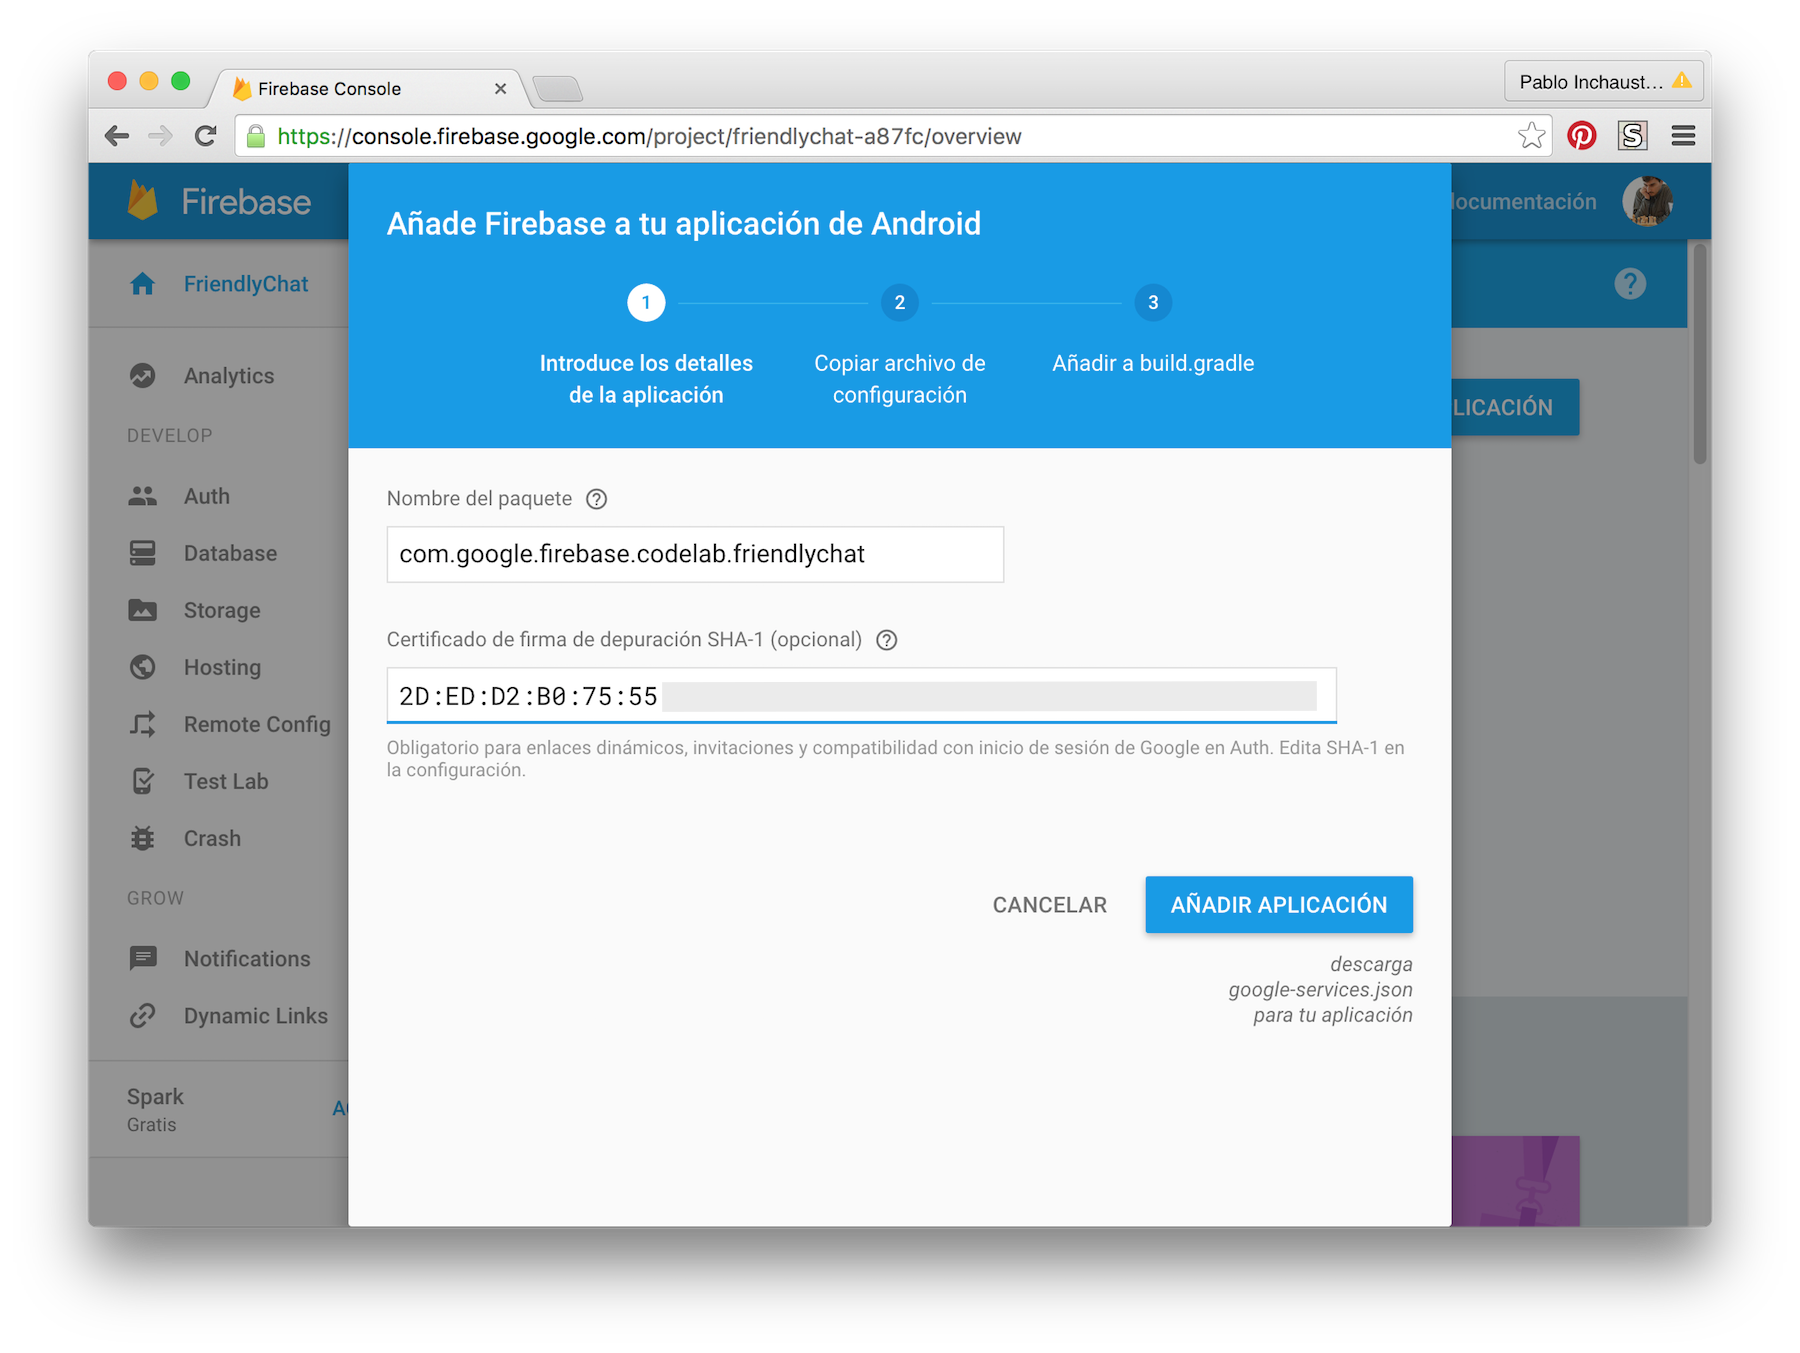 Firebase Console
Pablo Inchaust...
https://console.firebase.google.com/project/friendlychat-a87fc/overview
Firebase
Añade Firebase a tu aplicación de Android
1
2
3
Introduce los detalles
de la aplicación
Copiar archivo de
configuración
Añadir a build.gradle
FriendlyChat
Analytics
DEVELOP
Auth
Database
Storage
Hosting
Remote Config
Test Lab
Crash
GROW
Notifications
Dynamic Links
Spark
Gratis
Nombre del paquete
com.google.firebase.codelab.friendlychat
Certificado de firma de depuración SHA-1 (opcional)
2D:ED:D2:B0:75:55
Obligatorio para enlaces dinámicos, invitaciones y compatibilidad con inicio de sesión de Google en Auth. Edita SHA-1 en
la configuración.
CANCELAR
AÑADIR APLICACIÓN
descarga
google-services.json
para tu aplicación
ocumentación
LICACIÓN